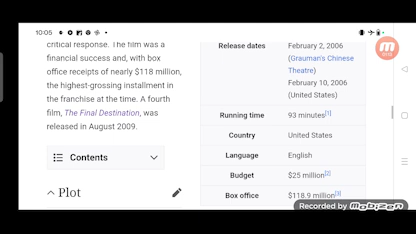 10:05
critical response. The film was a
financial success and, with box
office receipts of nearly $118 million,
the highest-grossing installment in
the franchise at the time. A fourth
film, The Final Destination, was
released in August 2009.
Contents
Plot
Release dates
February 2, 2006
(Grauman's Chinese
Theatre)
February 10, 2006
(United States)
Running time
93 minutes[1]
Country
United States
Language
English
Budget
$25 million[2]
Box office
$118.9 million[3]
Recorded by Mobizen